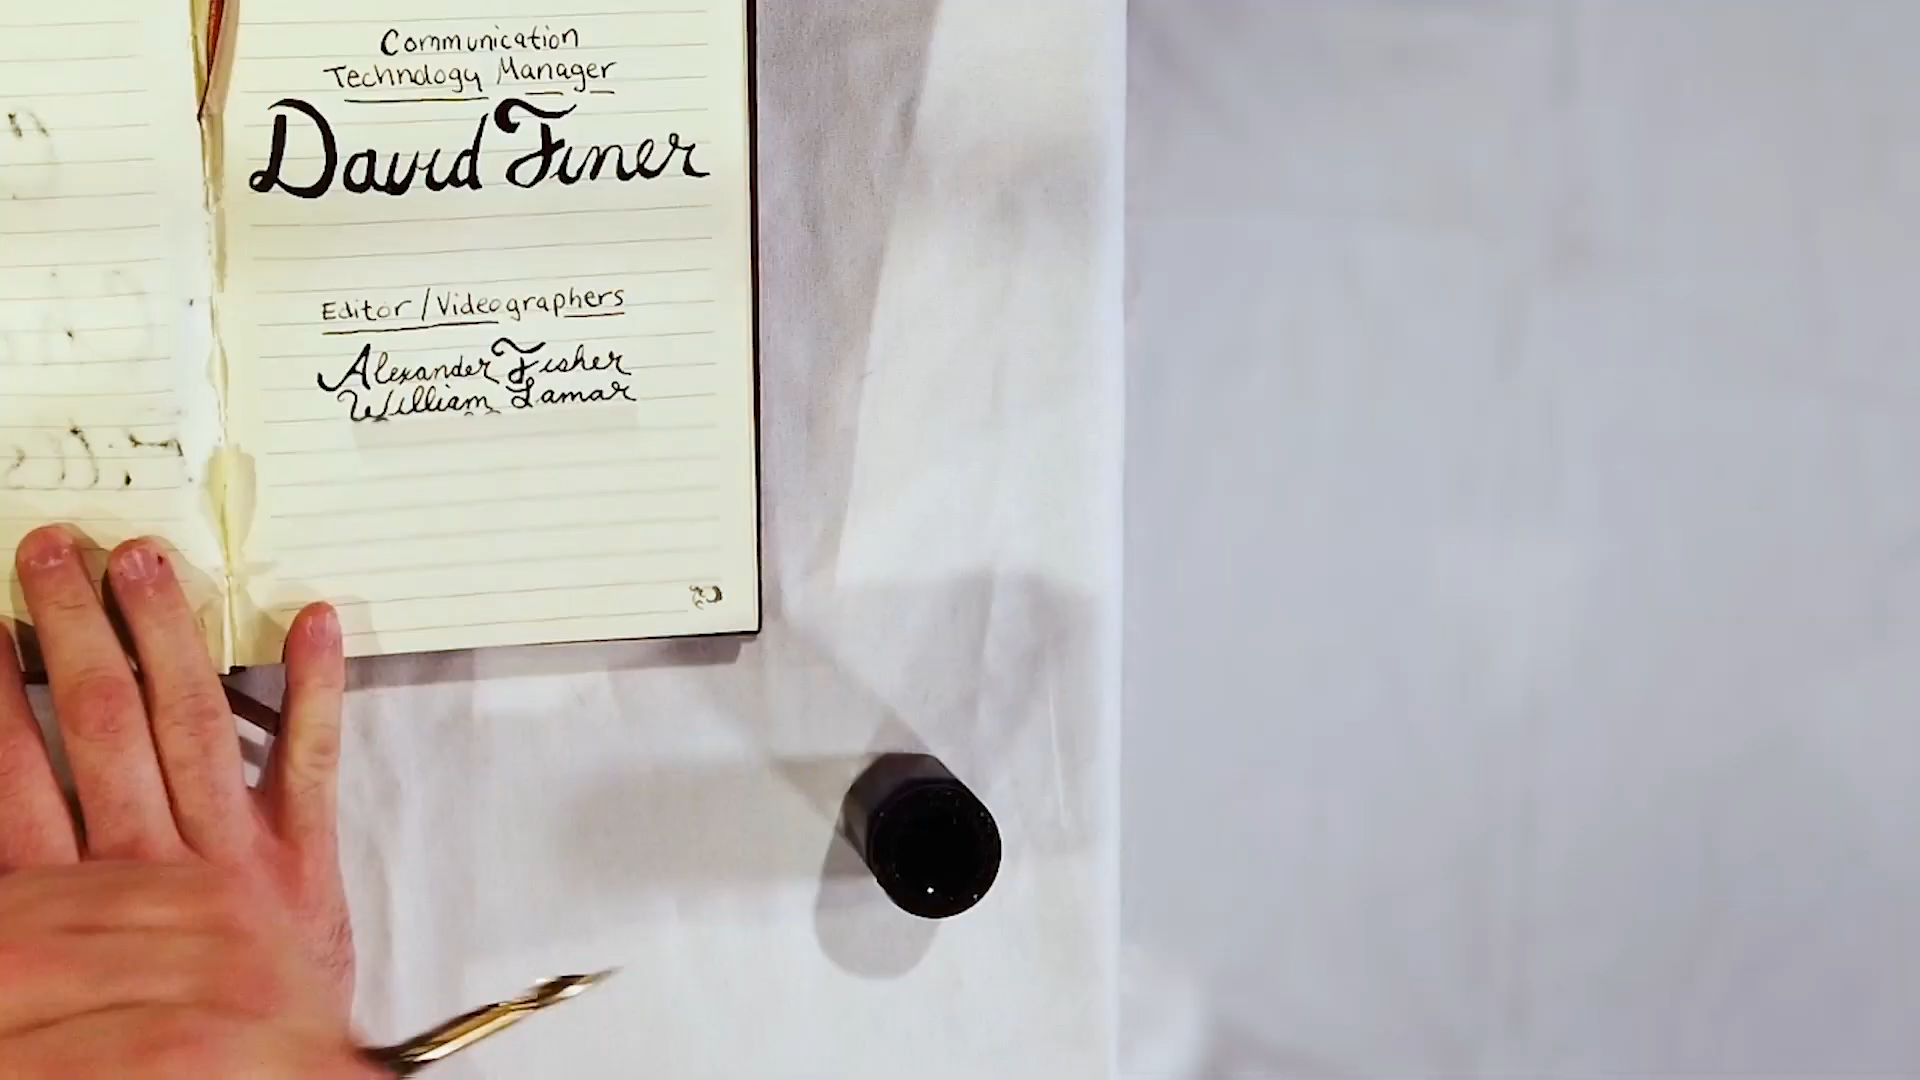 Communication
Technology Manager
David Finer
Editor/Videographers
Alexander Fisher
William Lamar